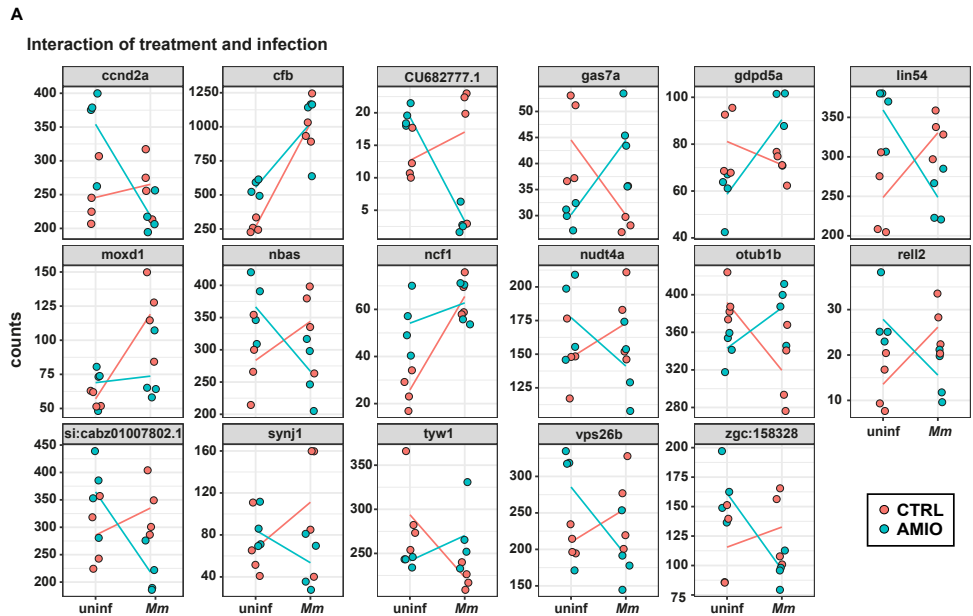 A
Interaction of treatment and infection
ccnd2a cfb CU682777.1 gas7a gdpd5a lin54
400 350 300 250 200
1250 1000 750 500 250
20 15 10 5
50 45 40 35 30
100 80 60 40
350 300 250 200
moxd1 nbas ncf1 nudt4a otub1b rell2
150 125 100 75 50
400 350 300 250 200
60 40 20
200 175 150 125
440 400 360 320 280
30 20 10
counts
si:cabz01007802.1 synj1 tyw1 vps26b zgc:158328
450 400 350 300 250 200
160 120 80 40
350 300 250
300 250 200 150
200 175 150 125 100 75
uninf Mm uninf Mm uninf Mm uninf Mm uninf Mm uninf Mm
CTRL
AMIO